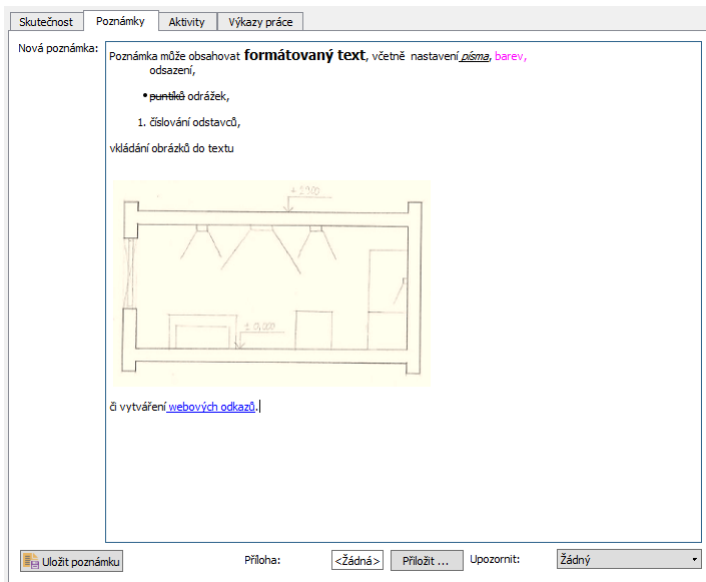 Skutečnost Poznámky Aktivity Výkazy práce
Nová poznámka:
Poznámka může obsahovat formátovaný text, včetně nastavení písma, barev,
odsazení,
• puntíků odrážek,
1. číslování odstavců,
vkládání obrázků do textu
± 0,000
či vytváření webových odkazů.
Uložit poznámku Příloha: <Žádná> Přiložit ... Upozornit: Žádný